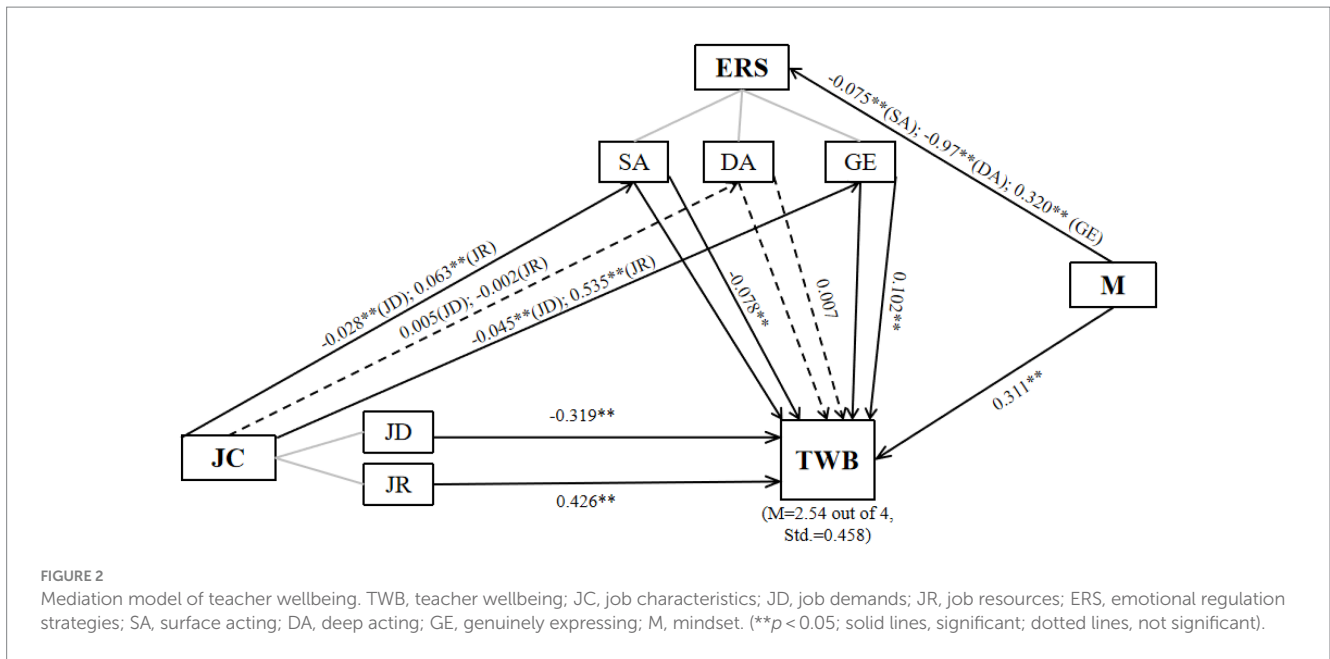 ERS
-0.075**(SA); -0.97**(DA); 0.320** (GE)
SA
DA
GE
M
-0.028**(JD); 0.063**(JR)
0.005(JD); -0.002(JR)
-0.045**(JD); 0.535**(JR)
-0.078**
0.007
0.102**
0.311**
JC
JD
JR
-0.319**
0.426**
TWB
(M=2.54 out of 4,
Std.=0.458)
FIGURE 2
Mediation model of teacher wellbeing. TWB, teacher wellbeing; JC, job characteristics; JD, job demands; JR, job resources; ERS, emotional regulation
strategies; SA, surface acting; DA, deep acting; GE, genuinely expressing; M, mindset. (**p < 0.05; solid lines, significant; dotted lines, not significant).